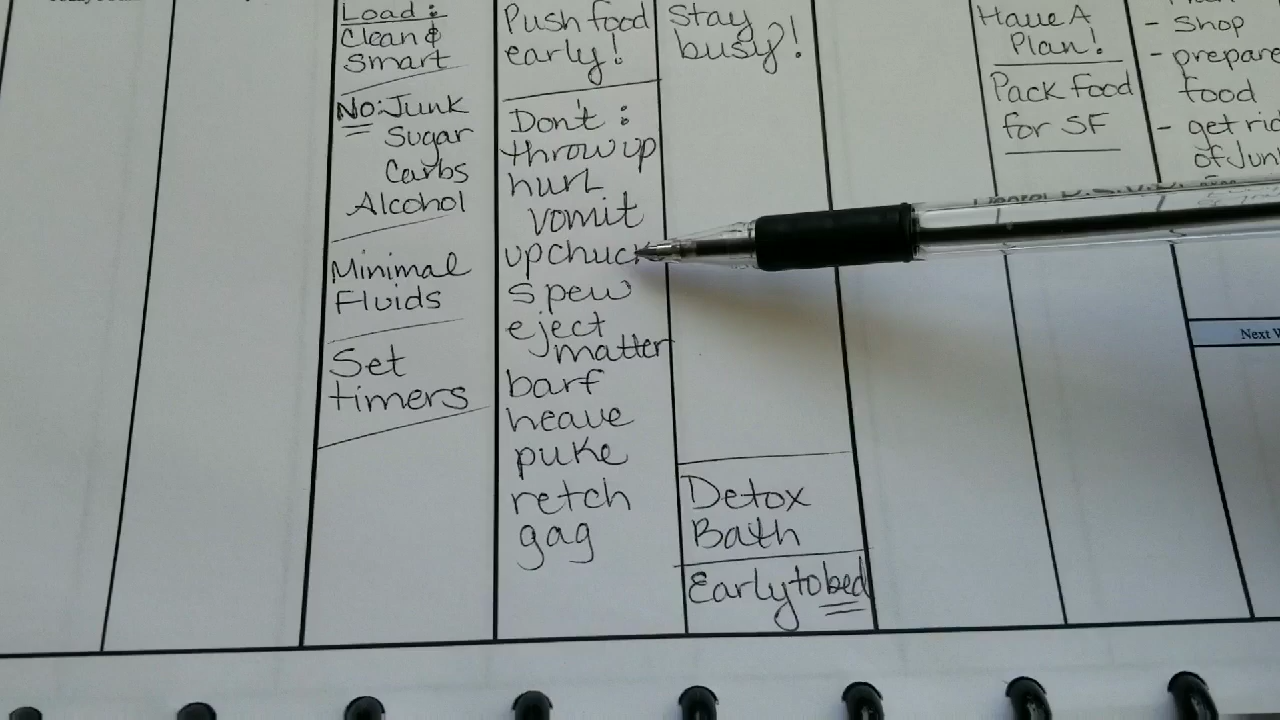 Load:
Clean &
Smart
No: Junk
Sugar
Carbs
Alcohol
Minimal
Fluids
Set
timers
Push food
early!
Don't:
throw up
hurl
vomit
upchuck
spew
eject
matter
barf
heave
puke
retch
gag
Stay
busy!
Detox
Bath
Early to bed
Have A
Plan!
Pack Food
for SF
- Shop
- prepare
food
- get rid
of Jun
Next W